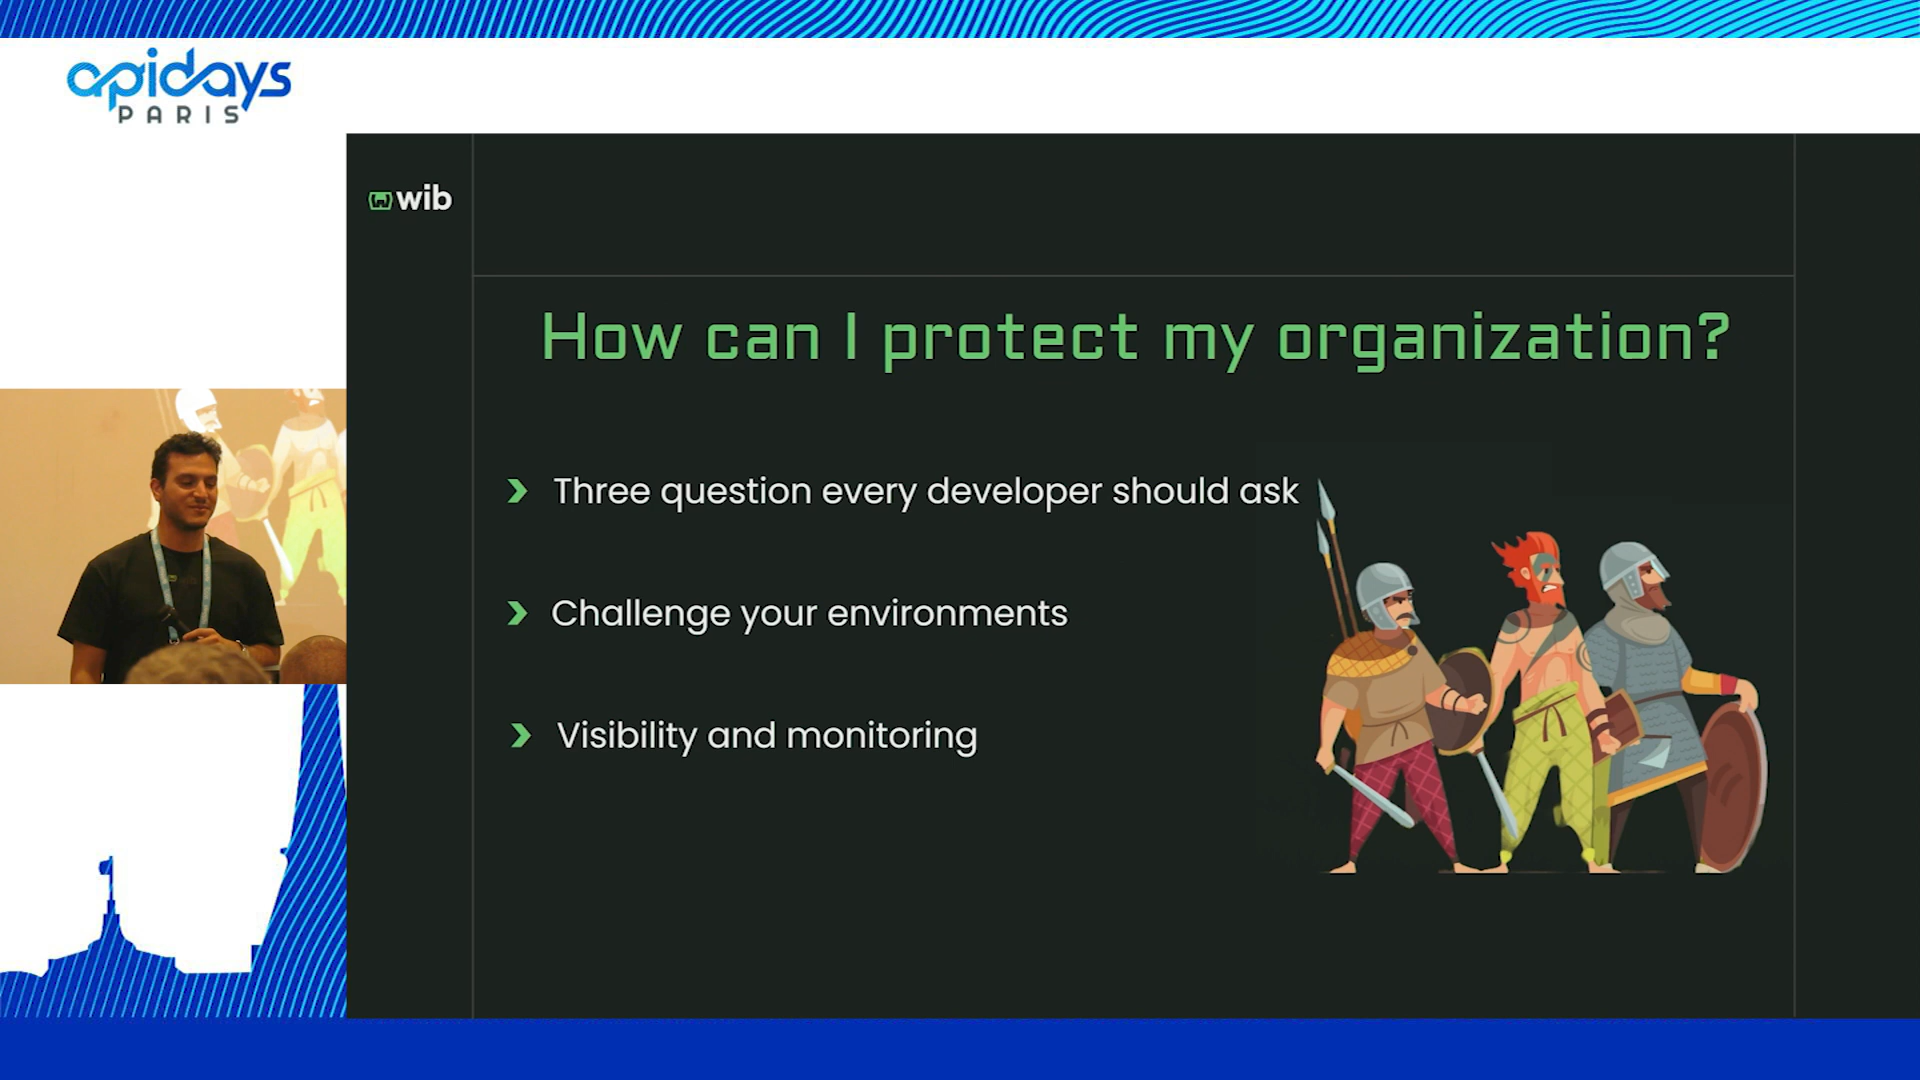 apidays
PARIS
wib
How can I protect my organization?
Three question every developer should ask
Challenge your environments
Visibility and monitoring